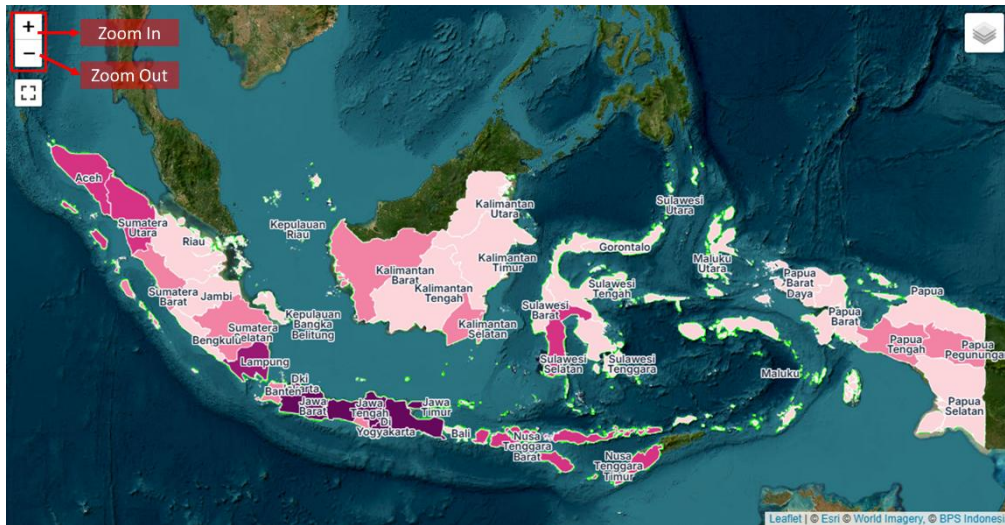 +
Zoom In
−
Zoom Out
Aceh
Sumatera
Utara
Riau
Kepulauan
Riau
Sumatera
Barat
Jambi
Kepulauan
Bangka
Belitung
Sumatera
Selatan
Bengkulu
Lampung
Dki
Banten
Jawa
Barat
Jawa
Tengah
Di
Yogyakarta
Jawa
Timur
Bali
Nusa
Tenggara
Barat
Nusa
Tenggara
Timur
Kalimantan
Utara
Kalimantan
Barat
Kalimantan
Timur
Kalimantan
Tengah
Kalimantan
Selatan
Sulawesi
Utara
Gorontalo
Sulawesi
Tengah
Sulawesi
Barat
Sulawesi
Selatan
Sulawesi
Tenggara
Maluku
Utara
Maluku
Papua
Barat
Daya
Papua
Barat
Papua
Papua
Tengah
Papua
Pegunungan
Papua
Selatan
Leaflet | © Esri © World Imagery, © BPS Indones